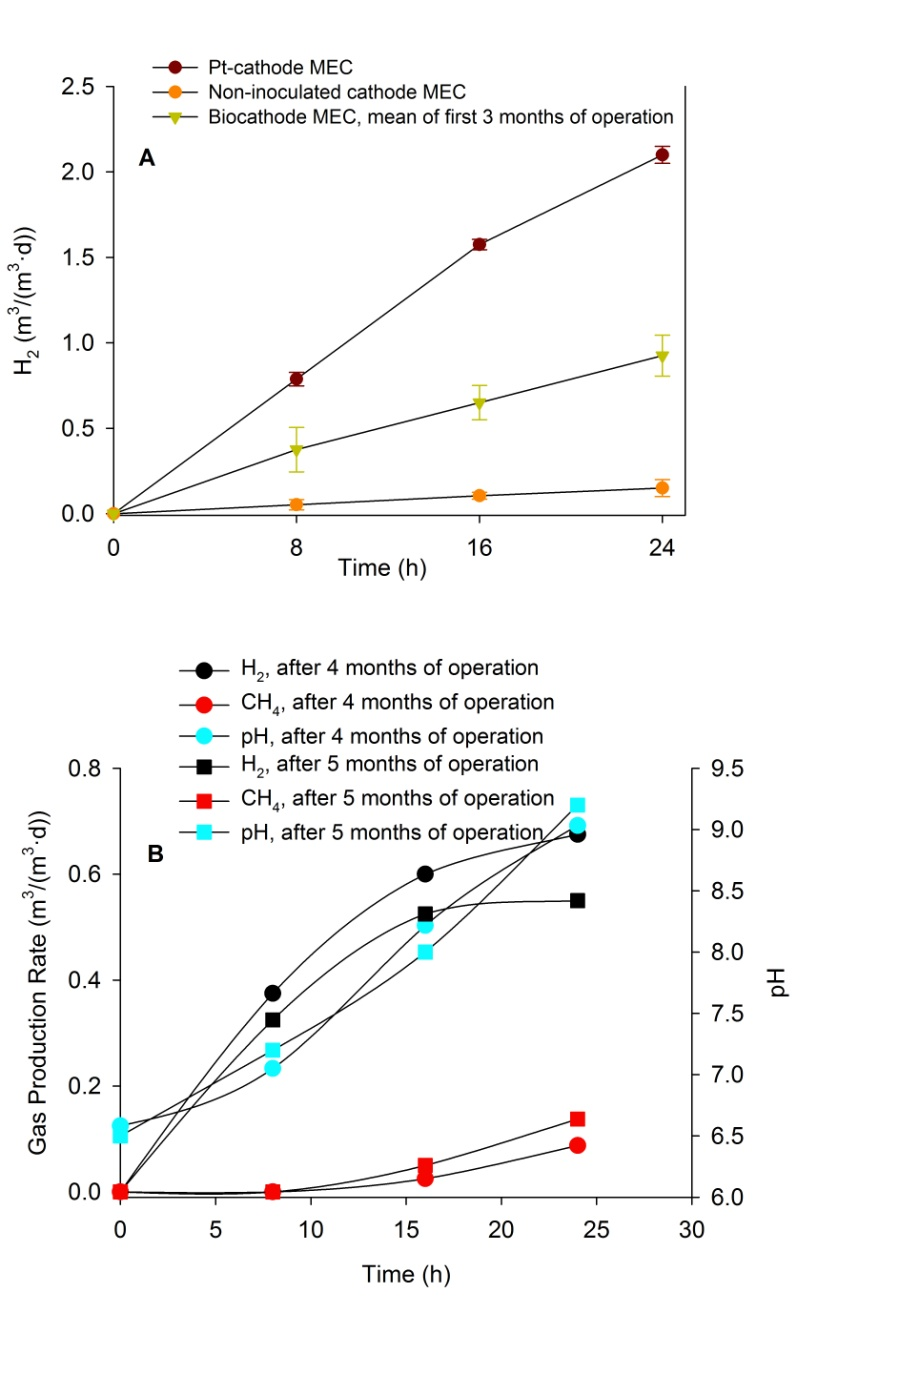 Pt-cathode MEC
Non-inoculated cathode MEC
Biocathode MEC, mean of first 3 months of operation
A
2.5
2.0
1.5
1.0
0.5
0.0
H₂ (m³/(m³·d))
0 8 16 24
Time (h)
H₂, after 4 months of operation
CH₄, after 4 months of operation
pH, after 4 months of operation
H₂, after 5 months of operation
CH₄, after 5 months of operation
pH, after 5 months of operation
B
0.8
0.6
0.4
0.2
0.0
Gas Production Rate (m³/(m³·d))
9.5
9.0
8.5
8.0
7.5
7.0
6.5
6.0
pH
0 5 10 15 20 25 30
Time (h)